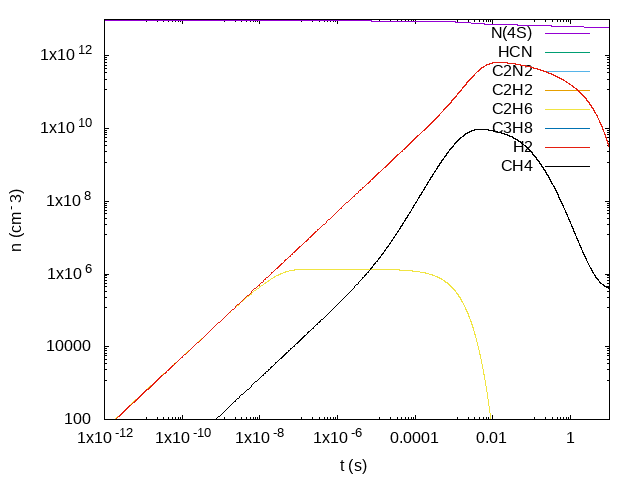 1x10^12
1x10^10
1x10^8
1x10^6
10000
100
n (cm^-3)
N(4S)
HCN
C2N2
C2H2
C2H6
C3H8
H2
CH4
1x10^-12 1x10^-10 1x10^-8 1x10^-6 0.0001 0.01 1
t (s)